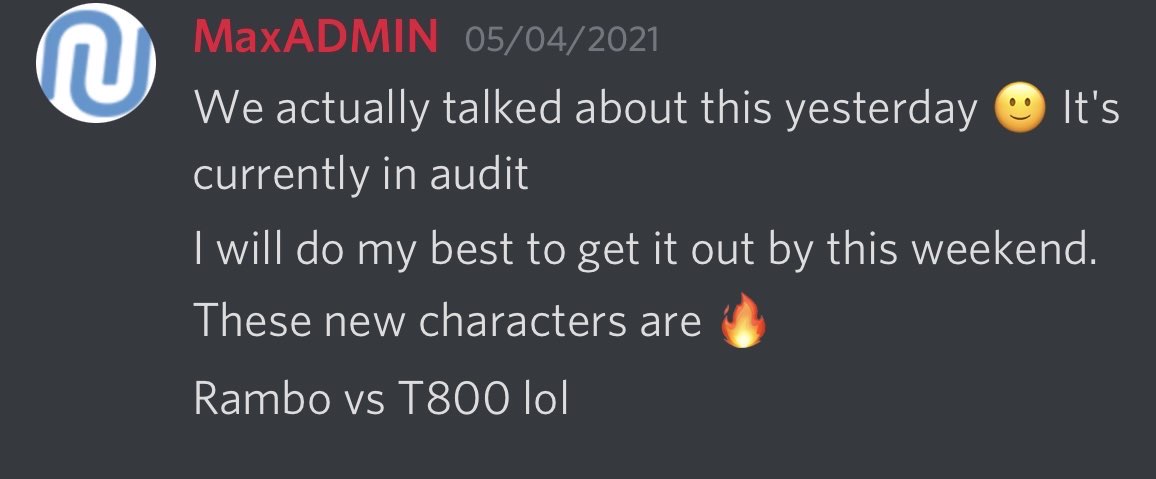 MaxADMIN 05/04/2021
We actually talked about this yesterday 🙂 It's
currently in audit
I will do my best to get it out by this weekend.
These new characters are 🔥
Rambo vs T800 lol